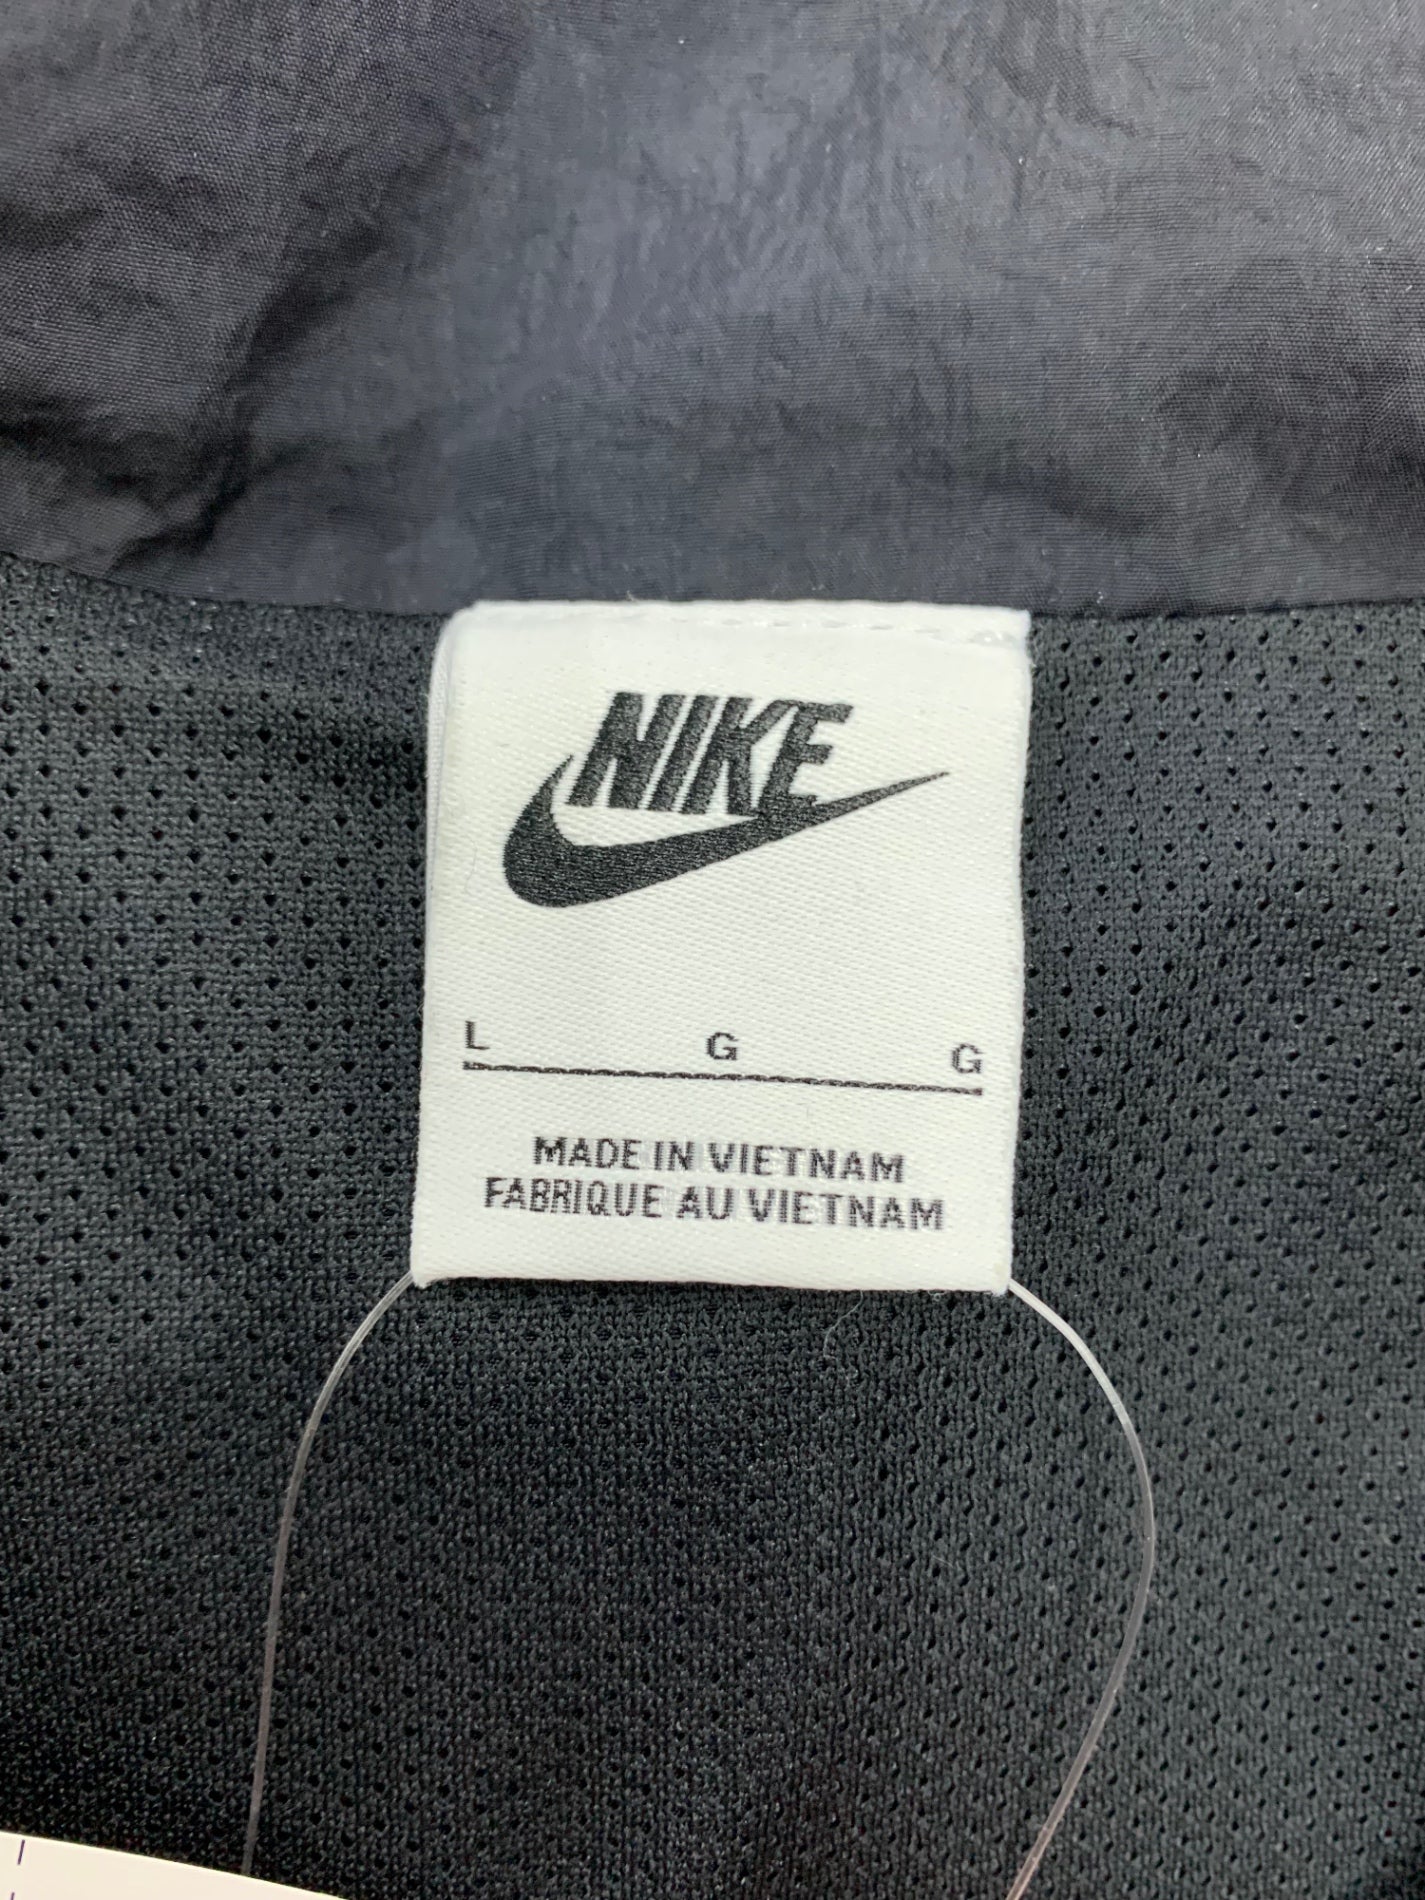 NIKE
L G G
MADE IN VIETNAM
FABRIQUE AU VIETNAM